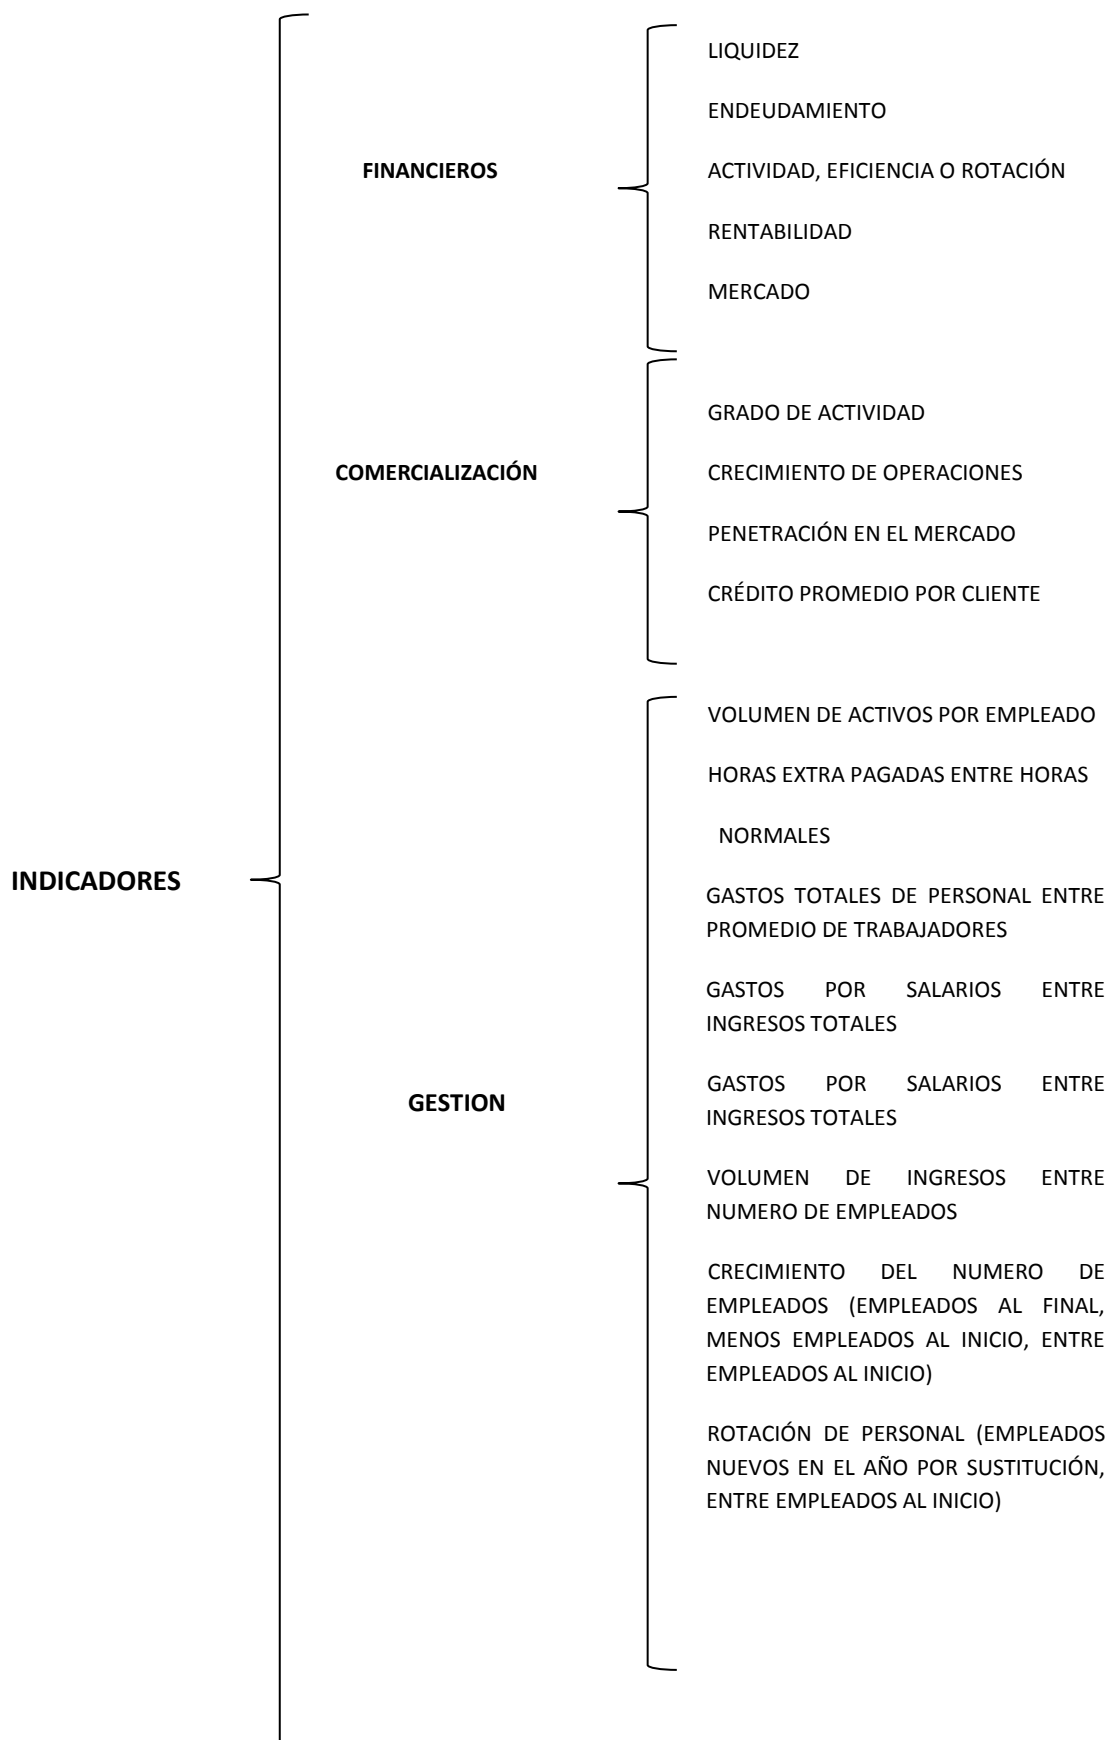 INDICADORES
FINANCIEROS
LIQUIDEZ
ENDEUDAMIENTO
ACTIVIDAD, EFICIENCIA O ROTACIÓN
RENTABILIDAD
MERCADO
COMERCIALIZACIÓN
GRADO DE ACTIVIDAD
CRECIMIENTO DE OPERACIONES
PENETRACIÓN EN EL MERCADO
CRÉDITO PROMEDIO POR CLIENTE
GESTION
VOLUMEN DE ACTIVOS POR EMPLEADO
HORAS EXTRA PAGADAS ENTRE HORAS
NORMALES
GASTOS TOTALES DE PERSONAL ENTRE
PROMEDIO DE TRABAJADORES
GASTOS POR SALARIOS ENTRE
INGRESOS TOTALES
GASTOS POR SALARIOS ENTRE
INGRESOS TOTALES
VOLUMEN DE INGRESOS ENTRE
NUMERO DE EMPLEADOS
CRECIMIENTO DEL NUMERO DE
EMPLEADOS (EMPLEADOS AL FINAL,
MENOS EMPLEADOS AL INICIO, ENTRE
EMPLEADOS AL INICIO)
ROTACIÓN DE PERSONAL (EMPLEADOS
NUEVOS EN EL AÑO POR SUSTITUCIÓN,
ENTRE EMPLEADOS AL INICIO)